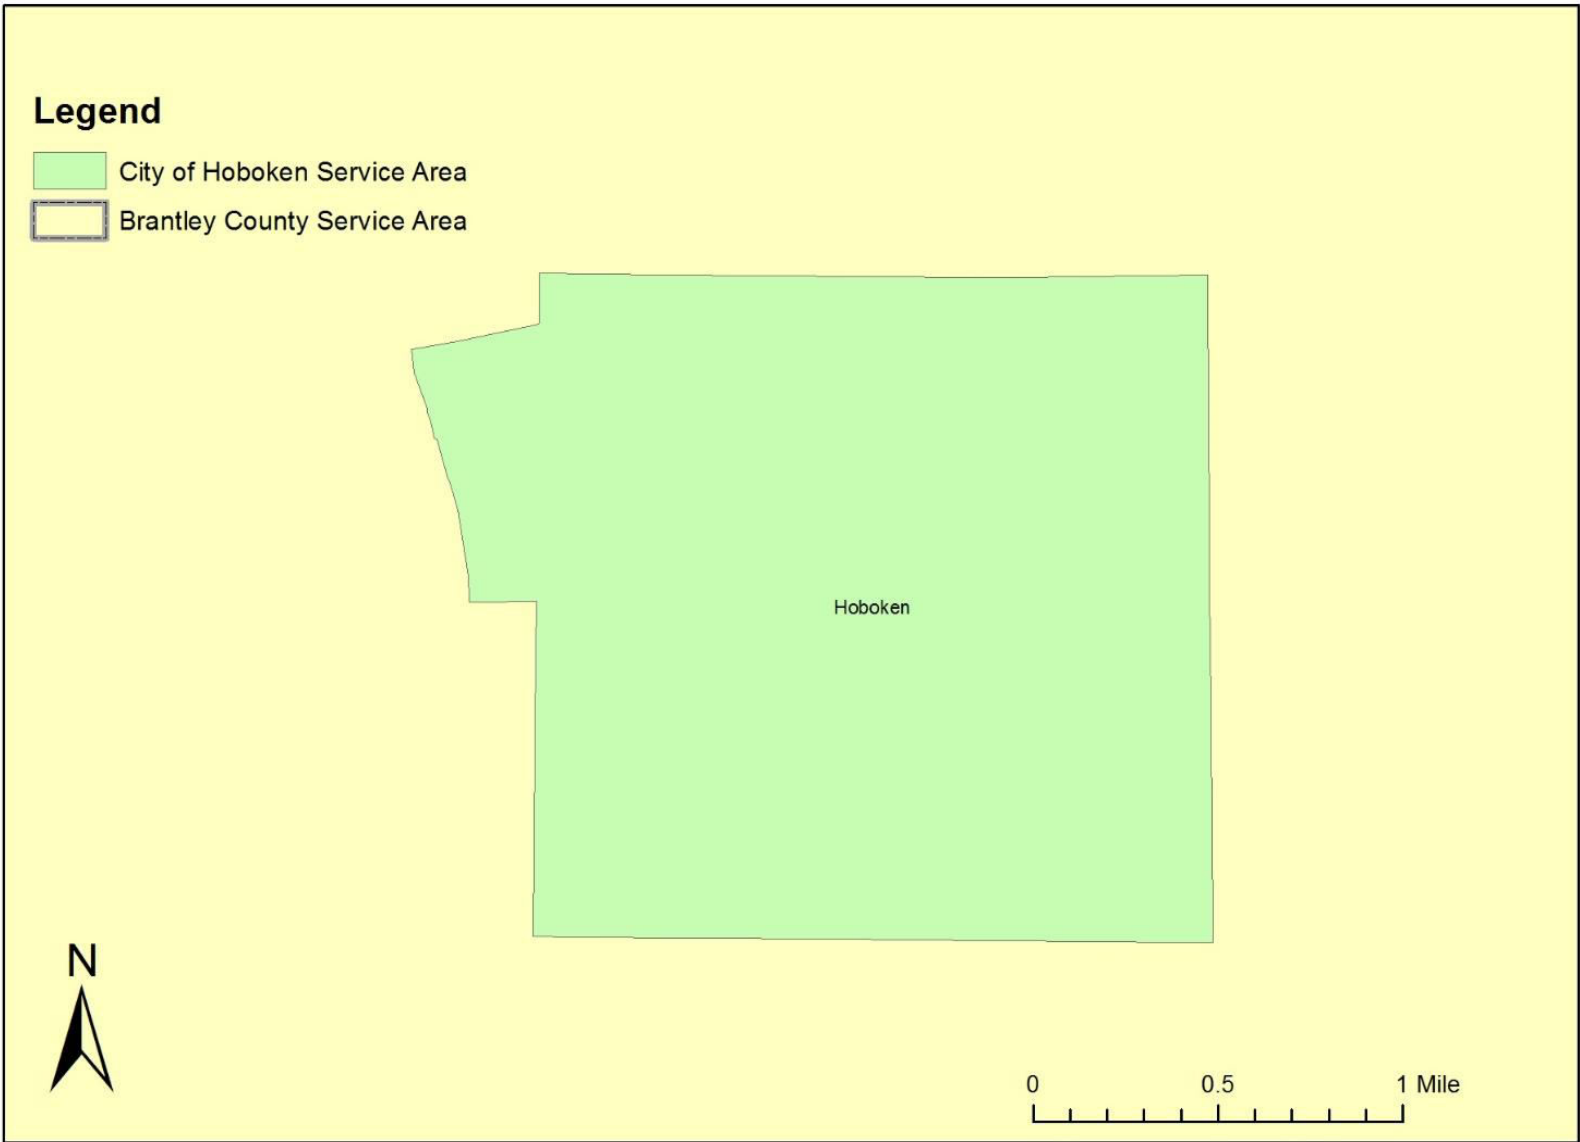 Legend
City of Hoboken Service Area
Brantley County Service Area
Hoboken
N
0 0.5 1 Mile